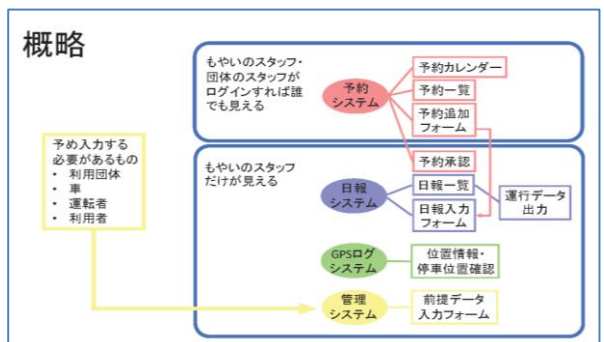 概略
もやいのスタッフ・
団体のスタッフが
ログインすれば誰
でも見える
予約
システム
予約カレンダー
予約一覧
予約追加
フォーム
予約承認
予め入力する
必要があるもの
・ 利用団体
・ 車
・ 運転者
・ 利用者
もやいのスタッフ
だけが見える
日報
システム
日報一覧
日報入力
フォーム
運行データ
出力
GPSログ
システム
位置情報・
停車位置確認
管理
システム
前提データ
入力フォーム